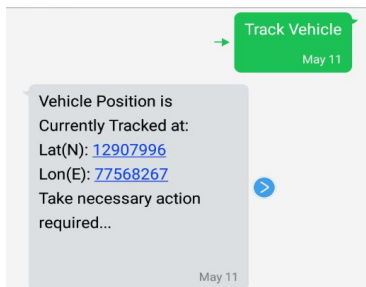 Track Vehicle
May 11
Vehicle Position is
Currently Tracked at:
Lat(N): 12907996
Lon(E): 77568267
Take necessary action
required...
May 11